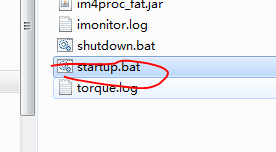 im4proc_fat.jar
imonitor.log
shutdown.bat
startup.bat
torque.log